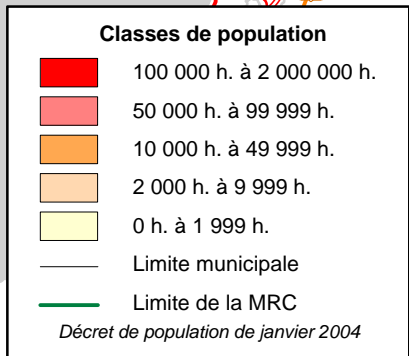 Classes de population
100 000 h. à 2 000 000 h.
50 000 h. à 99 999 h.
10 000 h. à 49 999 h.
2 000 h. à 9 999 h.
0 h. à 1 999 h.
Limite municipale
Limite de la MRC
Décret de population de janvier 2004